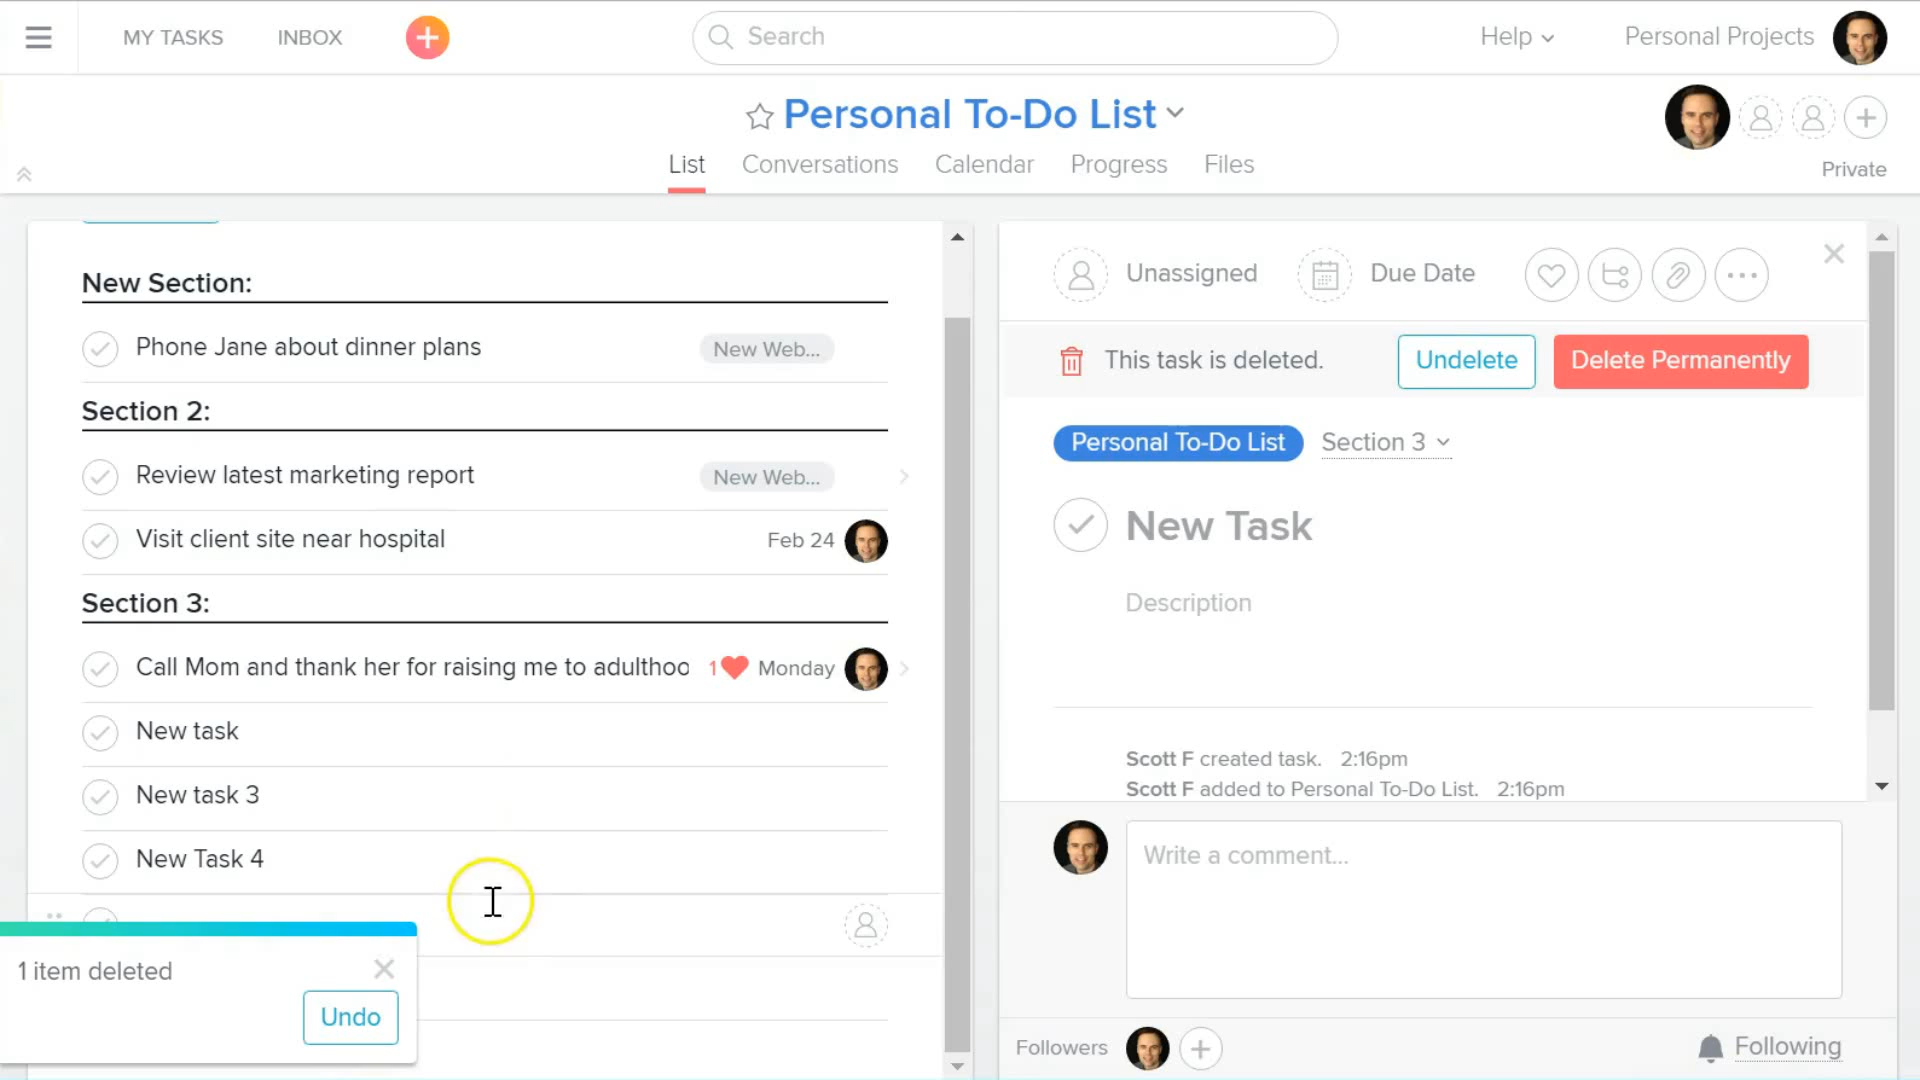 MY TASKS INBOX Search Help Personal Projects
Personal To-Do List
List Conversations Calendar Progress Files
Private
New Section:
Phone Jane about dinner plans New Web...
Section 2:
Review latest marketing report New Web...
Visit client site near hospital Feb 24
Section 3:
Call Mom and thank her for raising me to adulthoo 1 Monday
New task
New task 3
New Task 4
1 item deleted
Undo
Unassigned Due Date
This task is deleted. Undelete Delete Permanently
Personal To-Do List Section 3
New Task
Description
Scott F created task. 2:16pm
Scott F added to Personal To-Do List. 2:16pm
Write a comment...
Followers Following